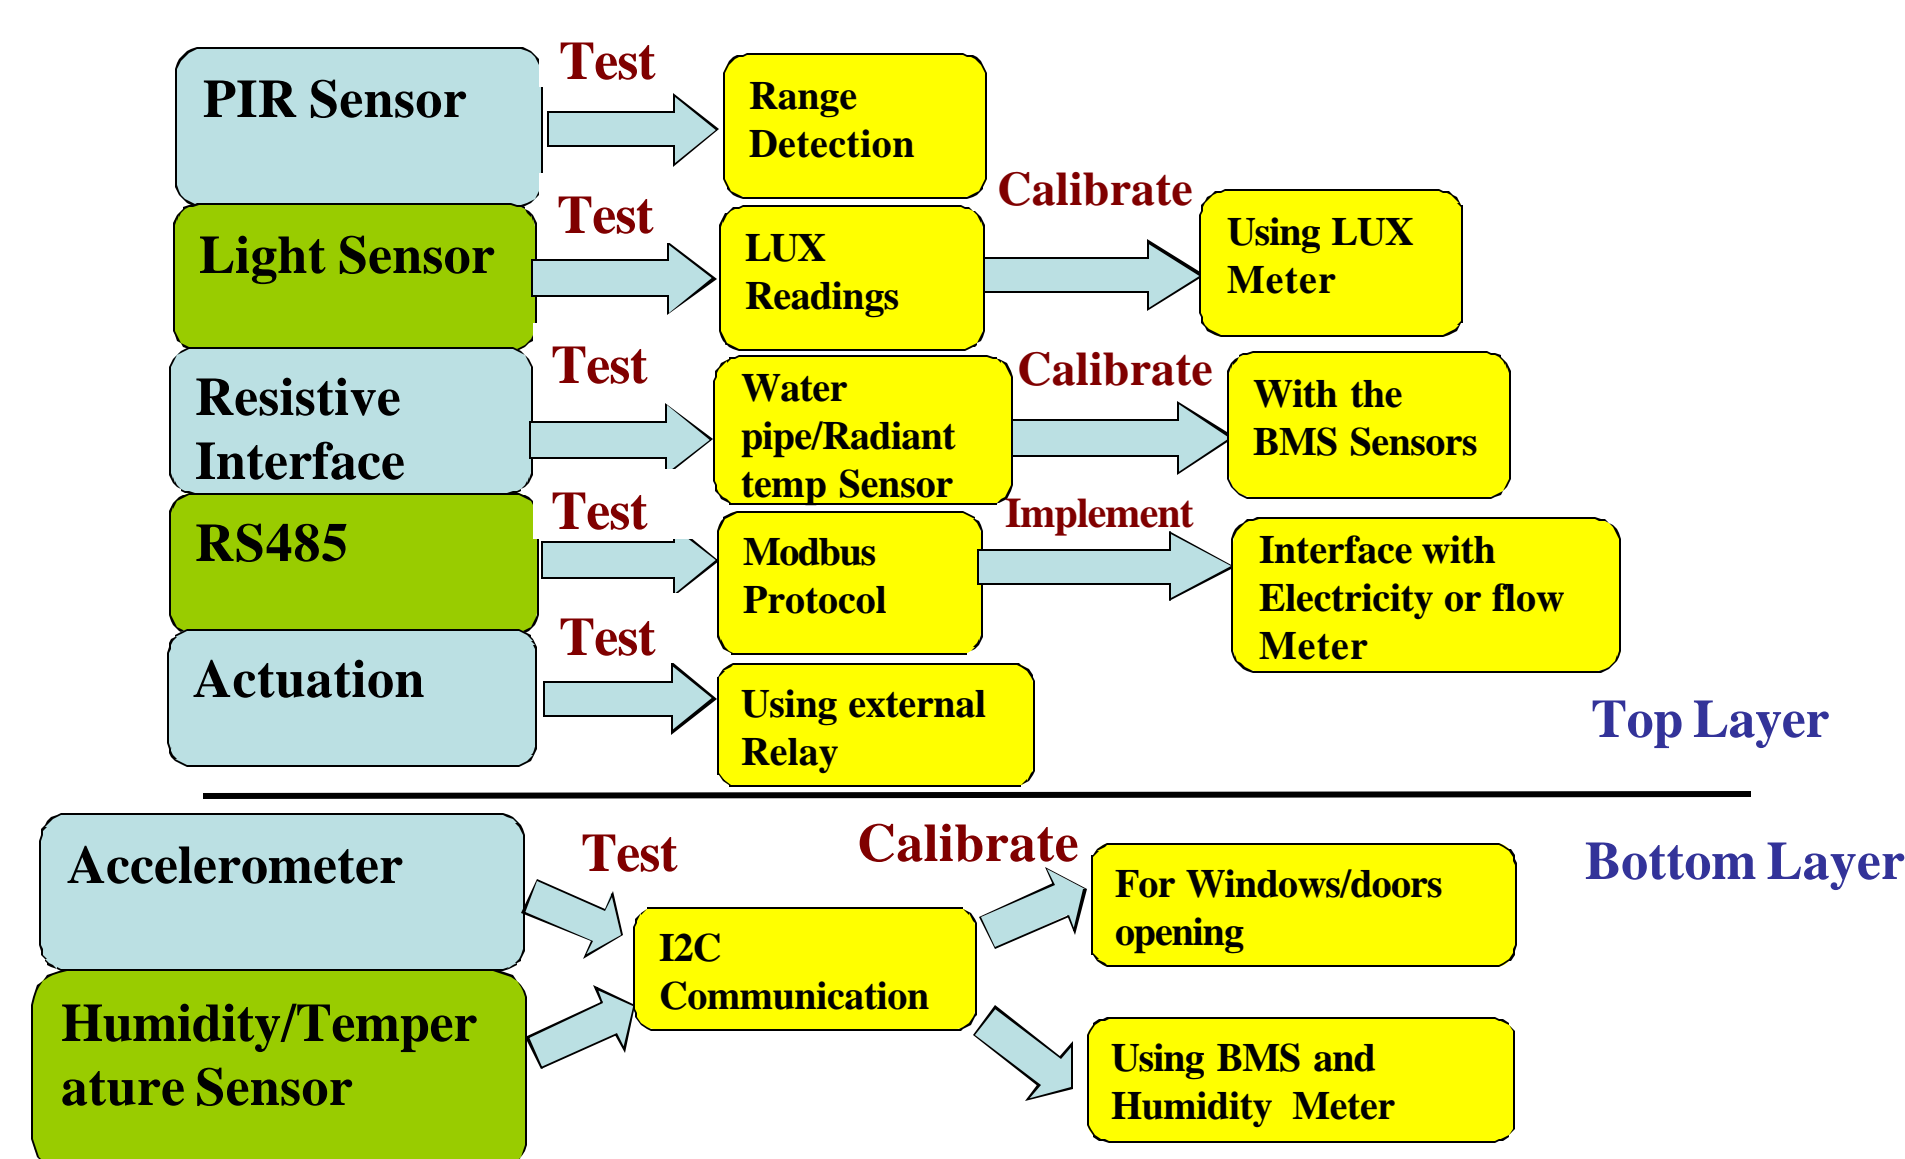 PIR Sensor
Test
Range
Detection
Light Sensor
Test
LUX
Readings
Calibrate
Using LUX
Meter
Resistive
Interface
Test
Water
pipe/Radiant
temp Sensor
Calibrate
With the
BMS Sensors
RS485
Test
Modbus
Protocol
Implement
Interface with
Electricity or flow
Meter
Actuation
Test
Using external
Relay
Top Layer
Bottom Layer
Accelerometer
Test
Humidity/Temper
ature Sensor
I2C
Communication
Calibrate
For Windows/doors
opening
Using BMS and
Humidity  Meter